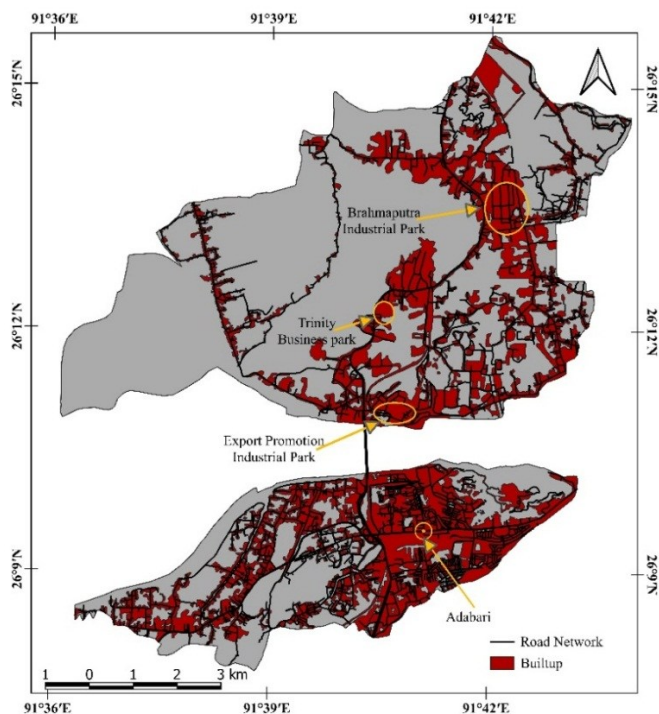 91°36'E
91°39'E
91°42'E
26°15'N
26°15'N
Brahmaputra
Industrial Park
26°12'N
Trinity
Business park
26°12'N
Export Promotion
Industrial Park
26°9'N
26°9'N
Adabari
Road Network
Builtup
1 0 1 2 3 km
91°36'E
91°39'E
91°42'E